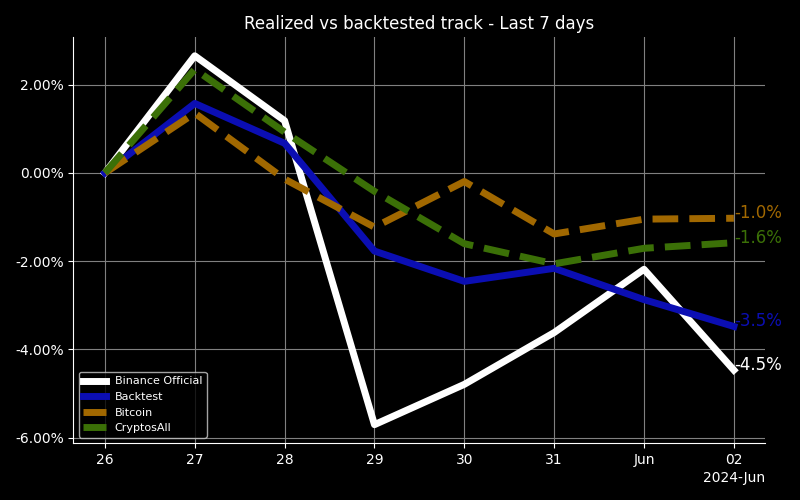 Realized vs backtested track - Last 7 days
2.00%
0.00%
-2.00%
-4.00%
-6.00%
-1.0%
-1.6%
-3.5%
-4.5%
Binance Official
Backtest
Bitcoin
CryptosAll
26 27 28 29 30 31 Jun 02
2024-Jun